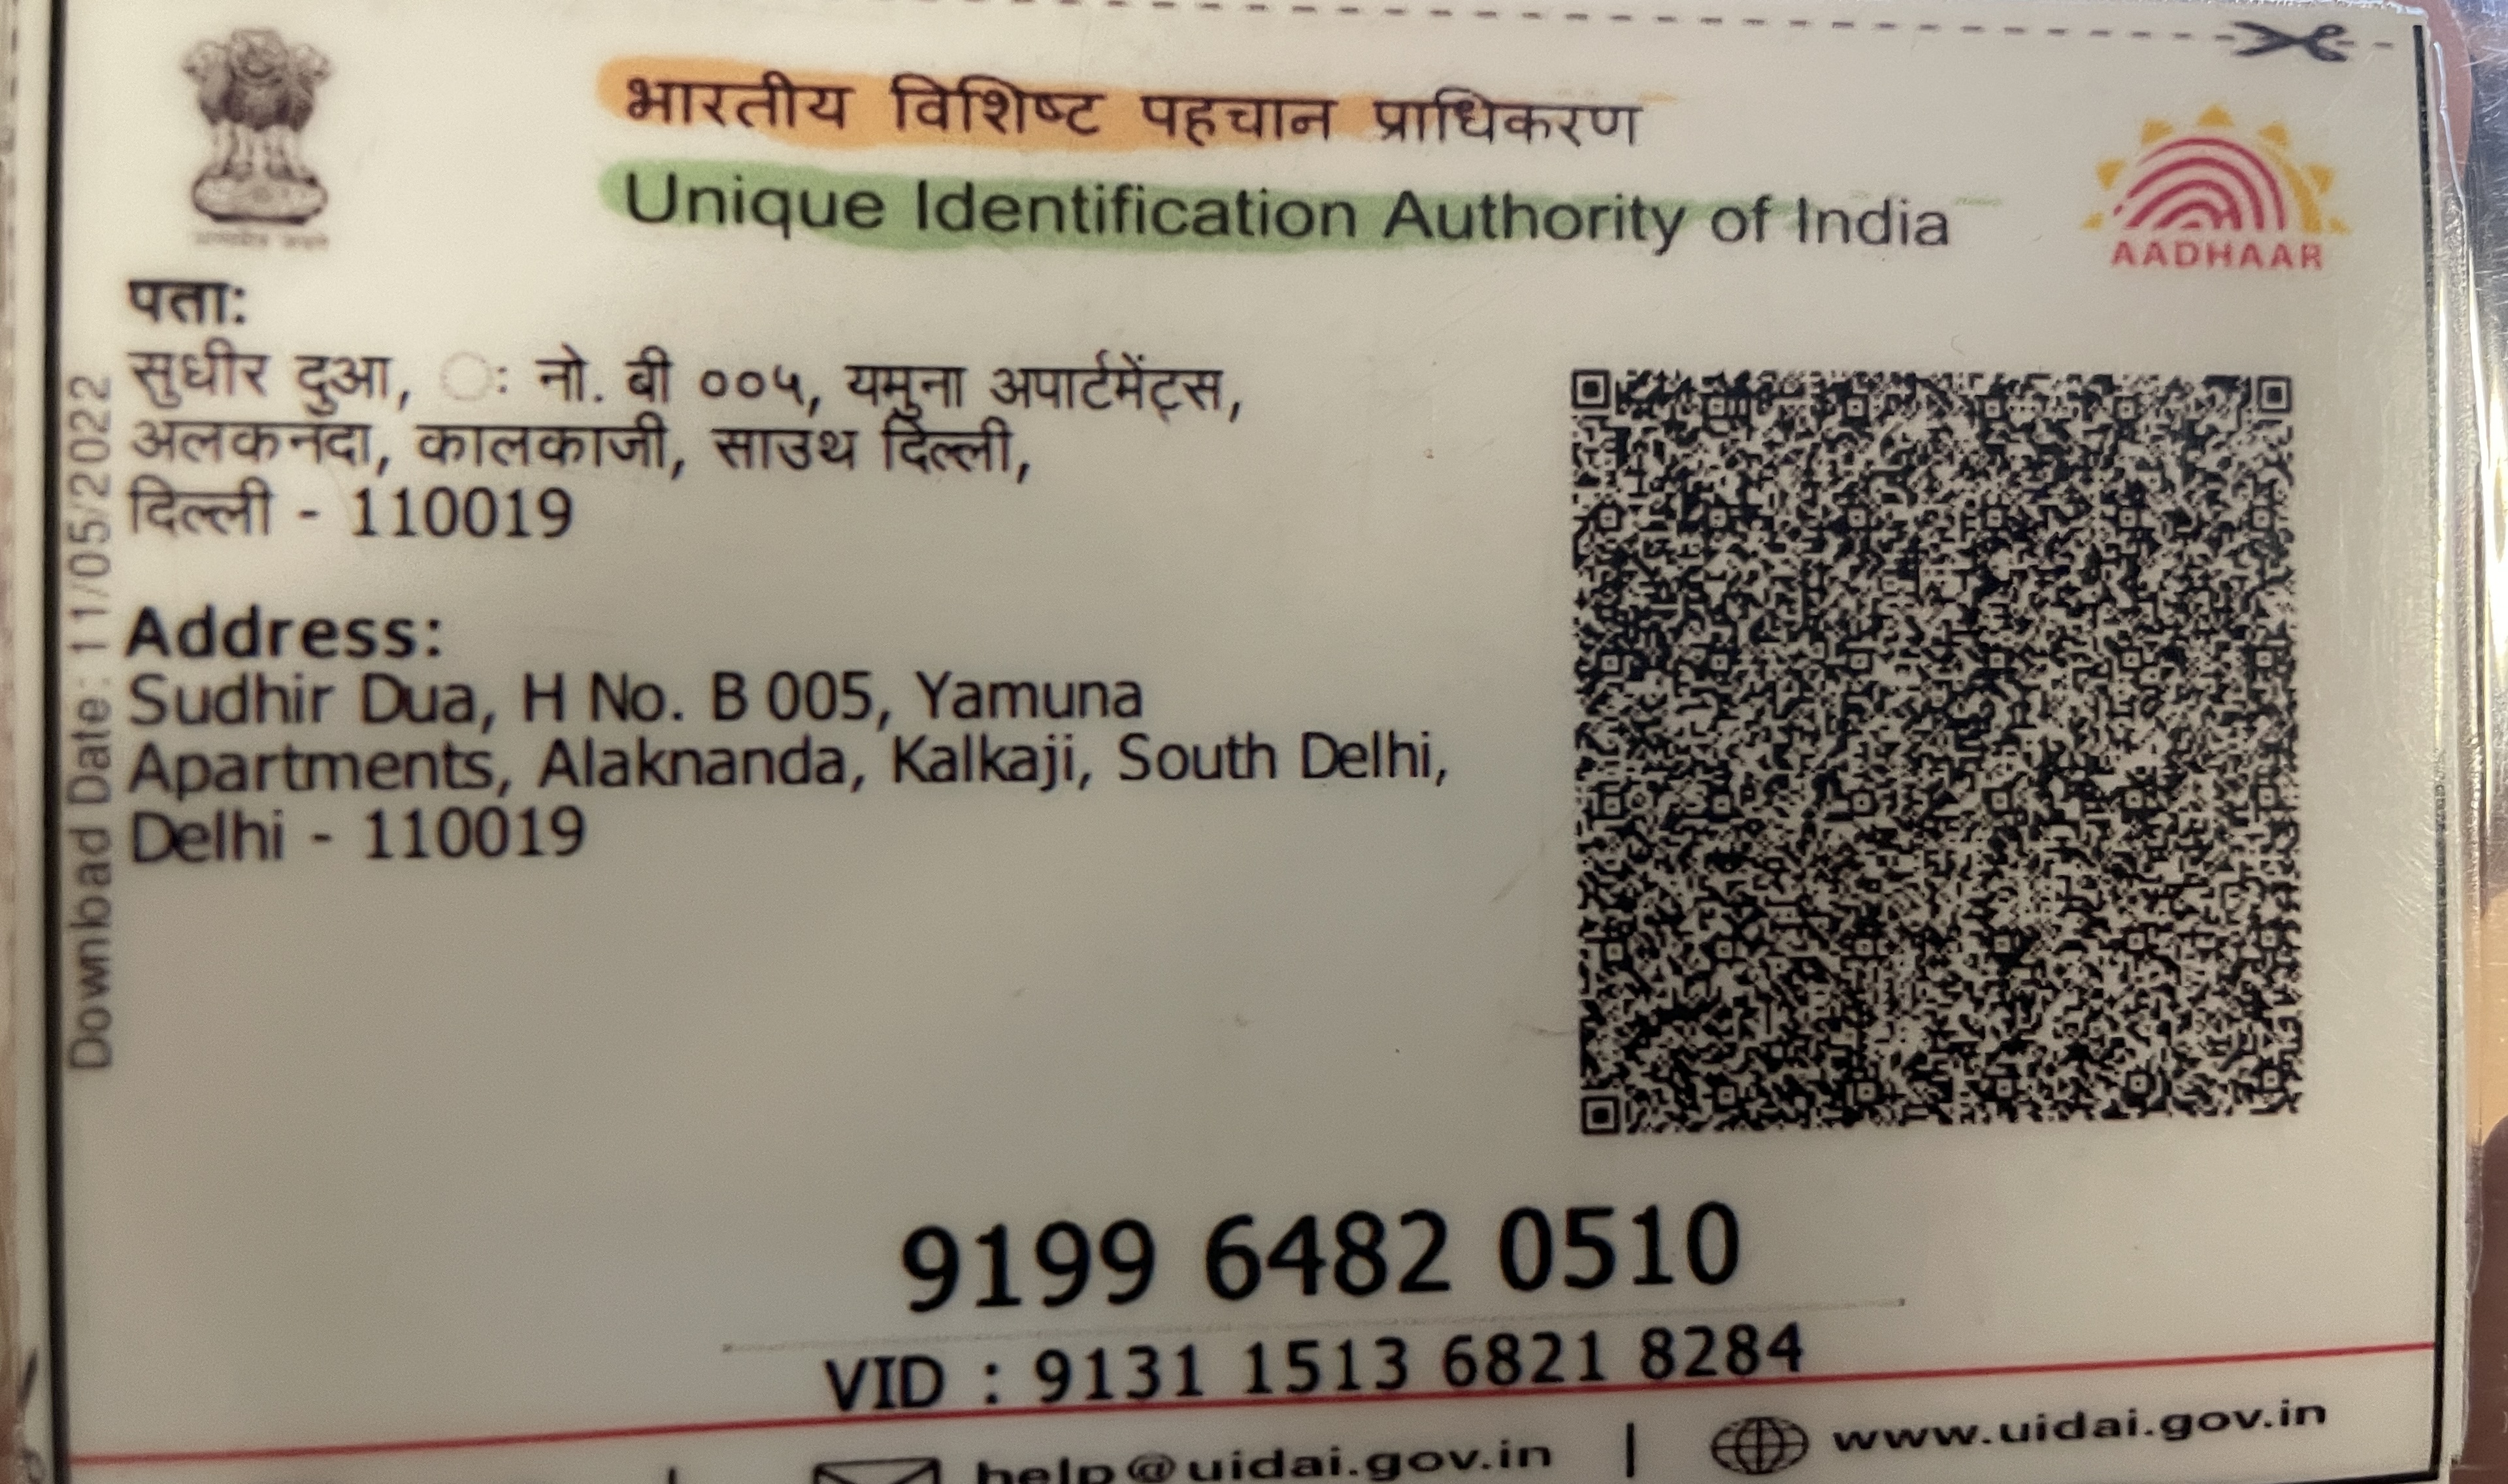 भारतीय विशिष्ट पहचान प्राधिकरण
Unique Identification Authority of India
AADHAAR
पता:
सुधीर दुआ, ः नो. बी ००५, यमुना अपार्टमेंट्स,
अलकनंदा, कालकाजी, साउथ दिल्ली,
दिल्ली - 110019
Address:
Sudhir Dua, H No. B 005, Yamuna
Apartments, Alaknanda, Kalkaji, South Delhi,
Delhi - 110019
Download Date: 11/05/2022
9199 6482 0510
VID : 9131 1513 6821 8284
help@uidai.gov.in | www.uidai.gov.in